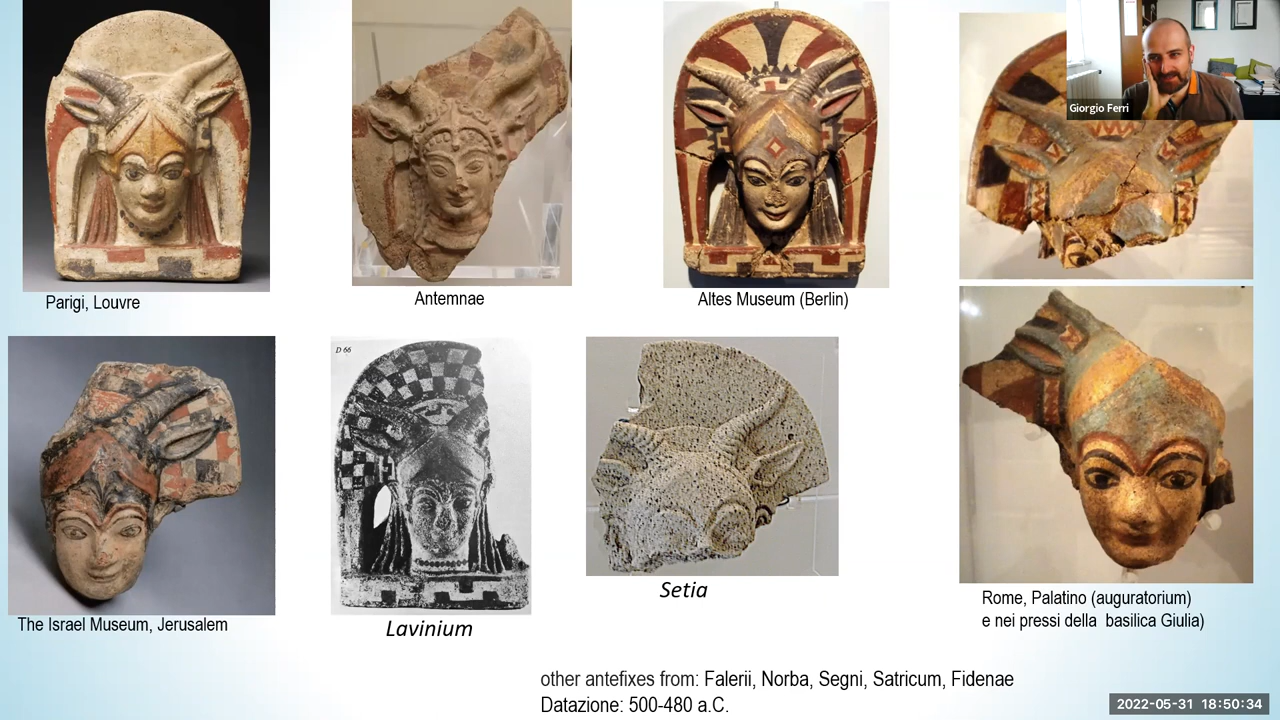 Giorgio Ferri
Parigi, Louvre
Antemnae
Altes Museum (Berlin)
D 66
The Israel Museum, Jerusalem
Lavinium
Setia
Rome, Palatino (auguratorium)
e nei pressi della basilica Giulia)
other antefixes from: Falerii, Norba, Segni, Satricum, Fidenae
Datazione: 500-480 a.C.
2022-05-31 18:50:34